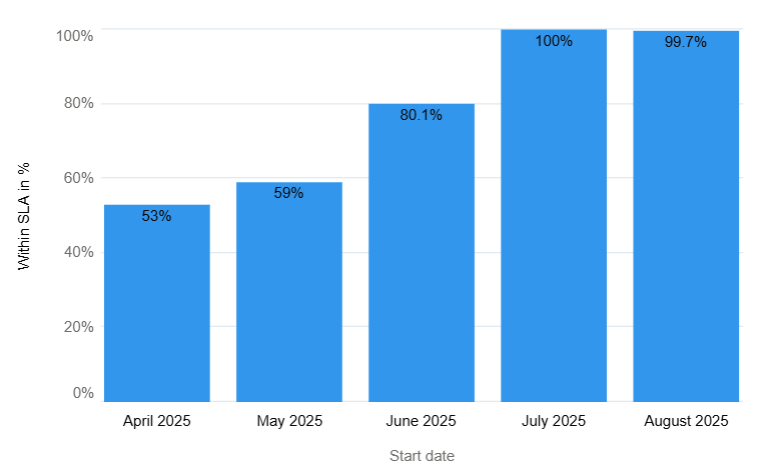 Within SLA in %
100%
80%
60%
40%
20%
0%
53%
59%
80.1%
100%
99.7%
April 2025
May 2025
June 2025
July 2025
August 2025
Start date